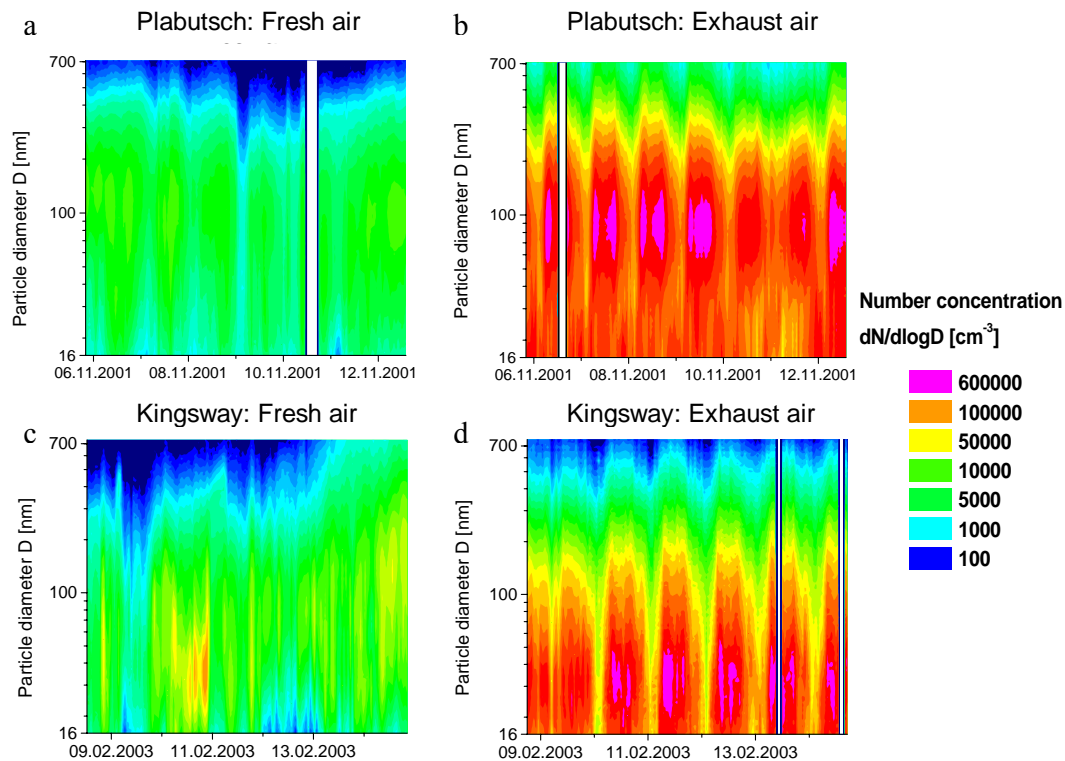 a
Plabutsch: Fresh air
700
100
16
Particle diameter D [nm]
06.11.2001 08.11.2001 10.11.2001 12.11.2001
b
Plabutsch: Exhaust air
700
100
16
Particle diameter D [nm]
06.11.2001 08.11.2001 10.11.2001 12.11.2001
Number concentration
dN/dlogD [cm⁻³]
600000
100000
50000
10000
5000
1000
100
c
Kingsway: Fresh air
700
100
16
Particle diameter D [nm]
09.02.2003 11.02.2003 13.02.2003
d
Kingsway: Exhaust air
700
100
16
Particle diameter D [nm]
09.02.2003 11.02.2003 13.02.2003